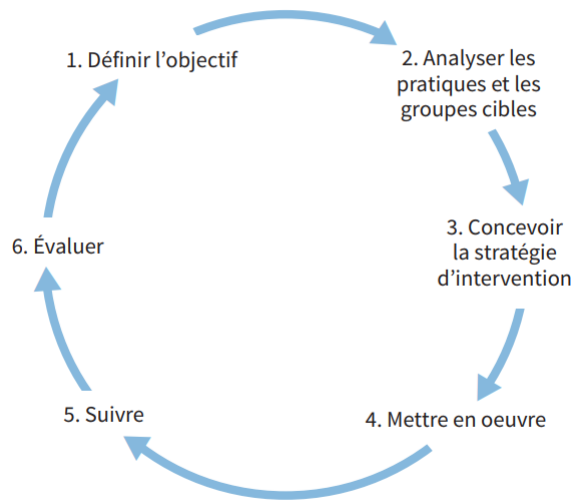 1. Définir l’objectif
2. Analyser les
pratiques et les
groupes cibles
3. Concevoir
la stratégie
d’intervention
4. Mettre en oeuvre
5. Suivre
6. Évaluer